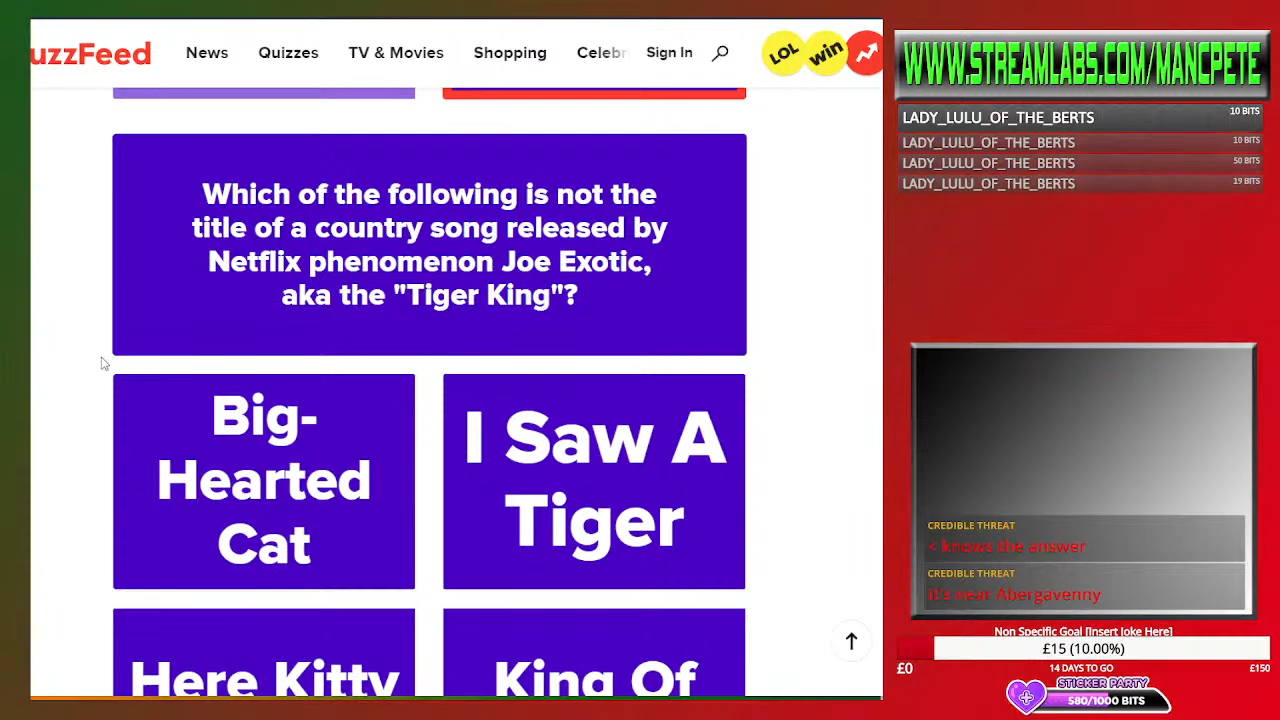 uzzFeed
News
Quizzes
TV & Movies
Shopping
Celebr
Sign In
LOL
win
Which of the following is not the
title of a country song released by
Netflix phenomenon Joe Exotic,
aka the "Tiger King"?
Big-
Hearted
Cat
I Saw A
Tiger
Here Kitty
King Of
WWW.STREAMLABS.COM/MANCPETE
LADY_LULU_OF_THE_BERTS 10 BITS
LADY_LULU_OF_THE_BERTS 10 BITS
LADY_LULU_OF_THE_BERTS 50 BITS
LADY_LULU_OF_THE_BERTS 19 BITS
CREDIBLE THREAT
< knows the answer
CREDIBLE THREAT
It's near Abergavenny
Non Specific Goal [Insert Joke Here]
£15 (10.00%)
£0 14 DAYS TO GO £150
STICKER PARTY
580/1000 BITS